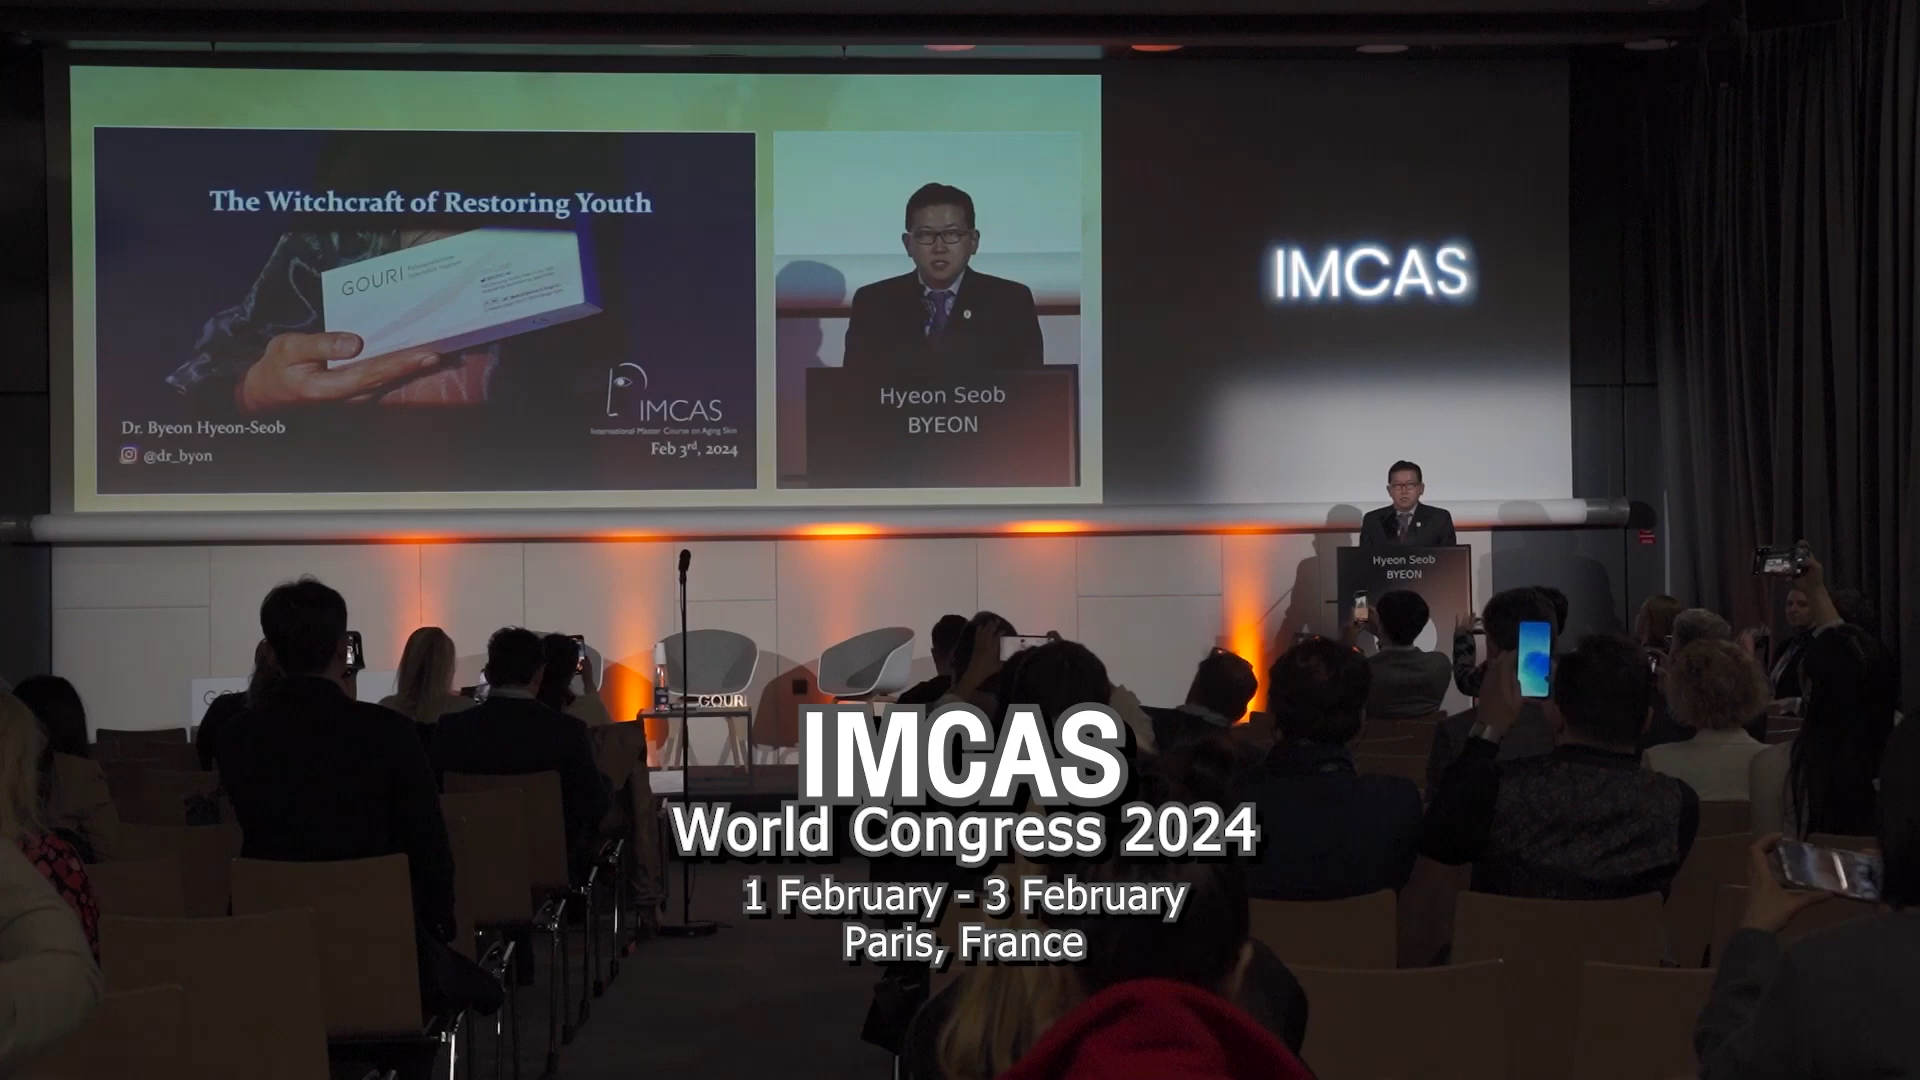 The Witchcraft of Restoring Youth
GOURI
IMCAS
International Master Course on Aging Skin
Dr. Byeon Hyeon-Seob
@dr_byon
Feb 3rd, 2024
Hyeon Seob
BYEON
IMCAS
Hyeon Seob
BYEON
GOURI
IMCAS
World Congress 2024
1 February - 3 February
Paris, France